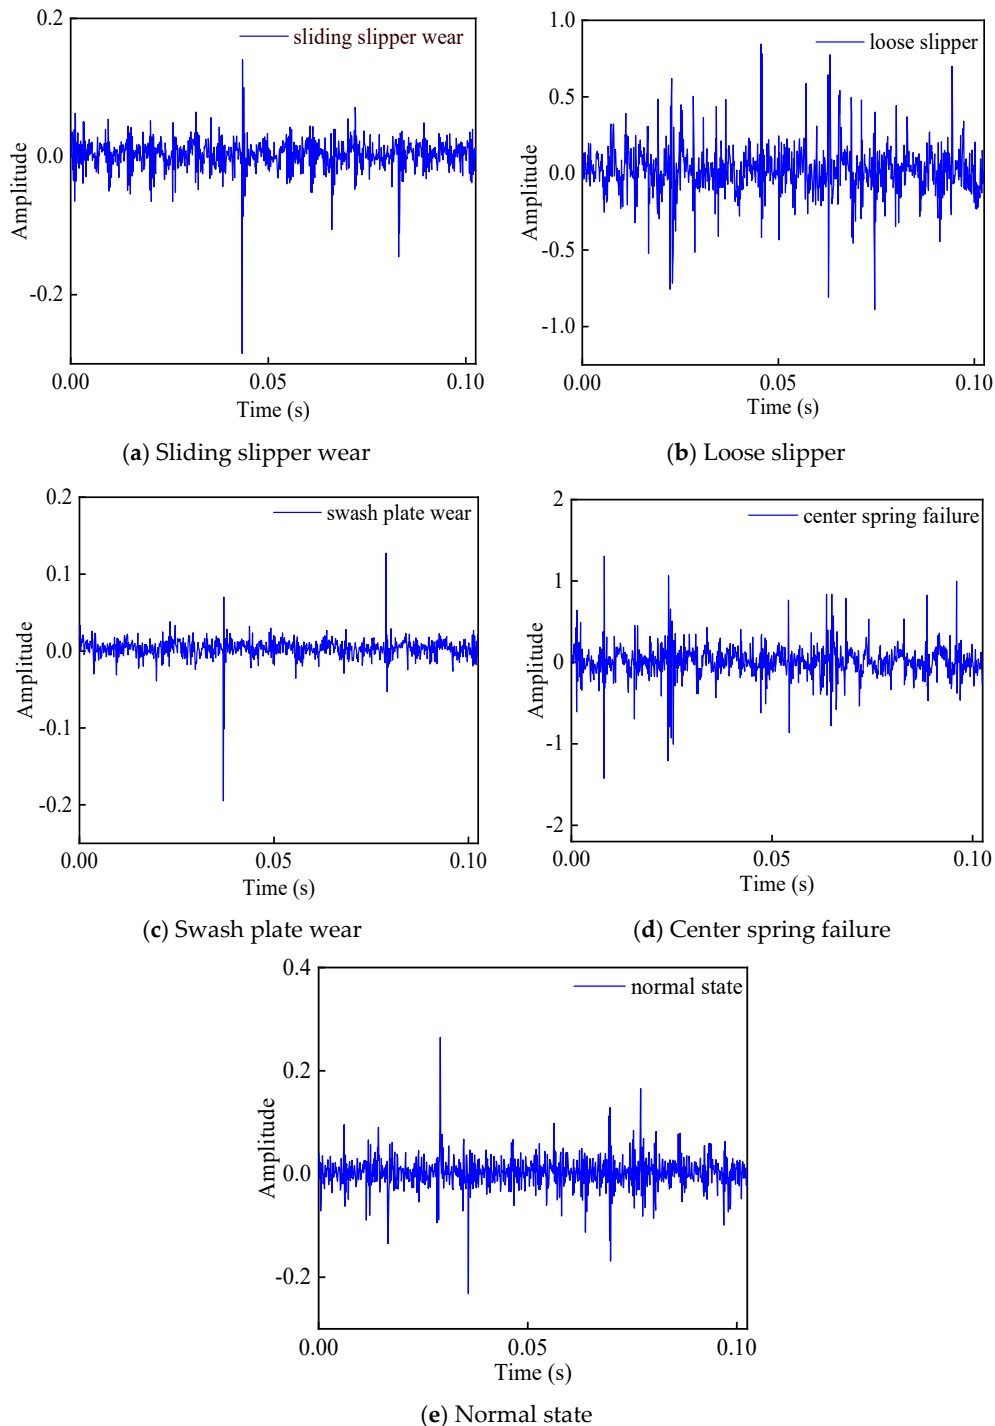 0.2
sliding slipper wear
0.0
-0.2
Amplitude
0.00
0.05
0.10
Time (s)
(a) Sliding slipper wear
1.0
loose slipper
0.5
0.0
-0.5
-1.0
Amplitude
0.00
0.05
0.10
Time (s)
(b) Loose slipper
0.2
swash plate wear
0.1
0.0
-0.1
-0.2
Amplitude
0.00
0.05
0.10
Time (s)
(c) Swash plate wear
2
center spring failure
1
0
-1
-2
Amplitude
0.00
0.05
0.10
Time (s)
(d) Center spring failure
0.4
normal state
0.2
0.0
-0.2
Amplitude
0.00
0.05
0.10
Time (s)
(e) Normal state